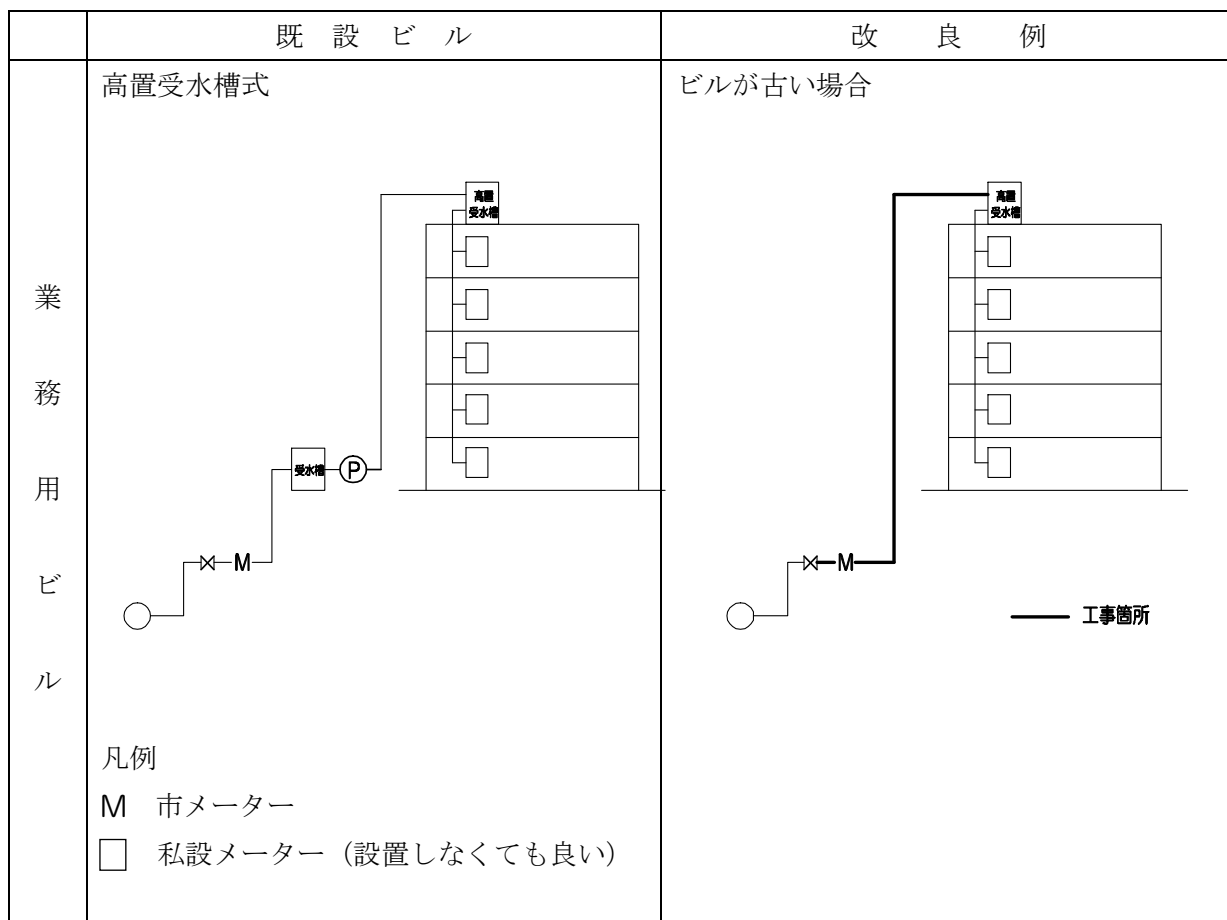 既設ビル
改良例
業務用ビル
高置受水槽式
高置
受水槽
受水槽
P
M
凡例
M 市メーター
私設メーター（設置しなくても良い）
ビルが古い場合
高置
受水槽
M
工事箇所